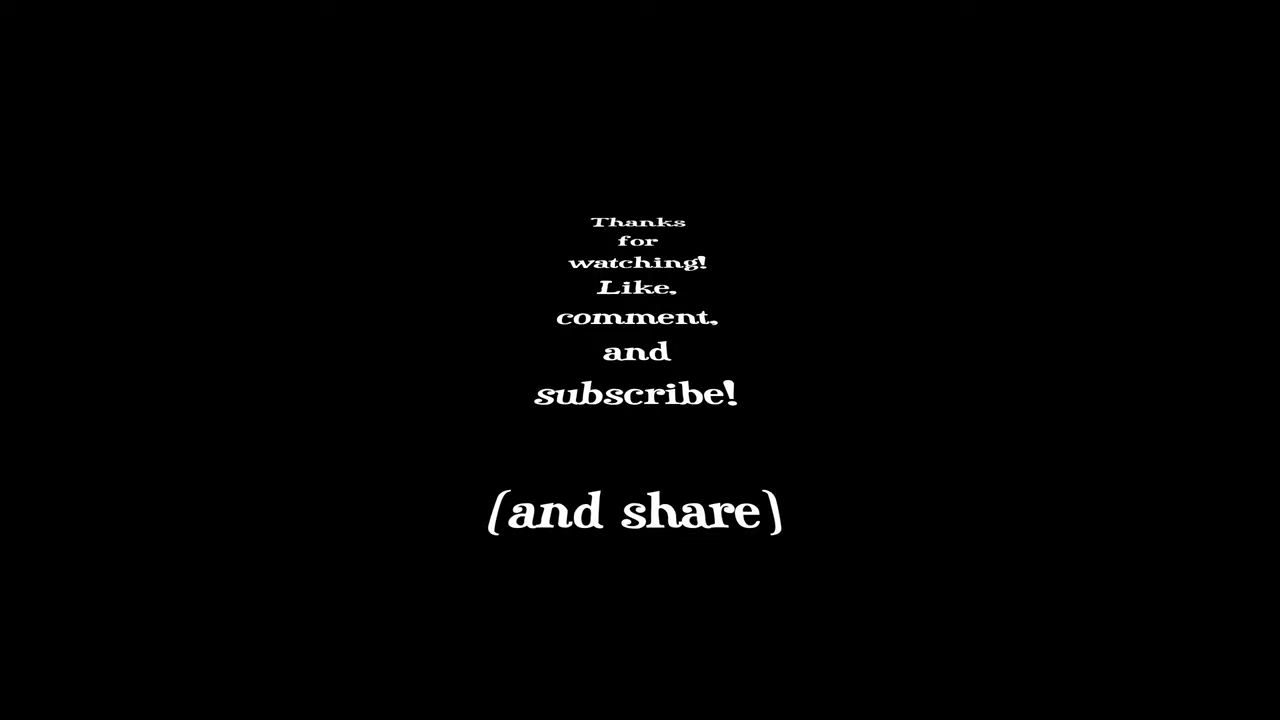 Thanks
for
watching!
Like,
comment,
and
subscribe!
(and share)